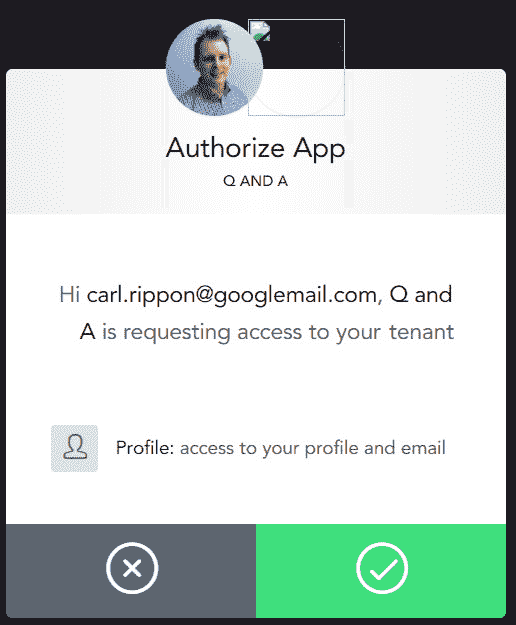 Authorize App
Q AND A
Hi carl.rippon@googlemail.com, Q and
A is requesting access to your tenant
Profile: access to your profile and email